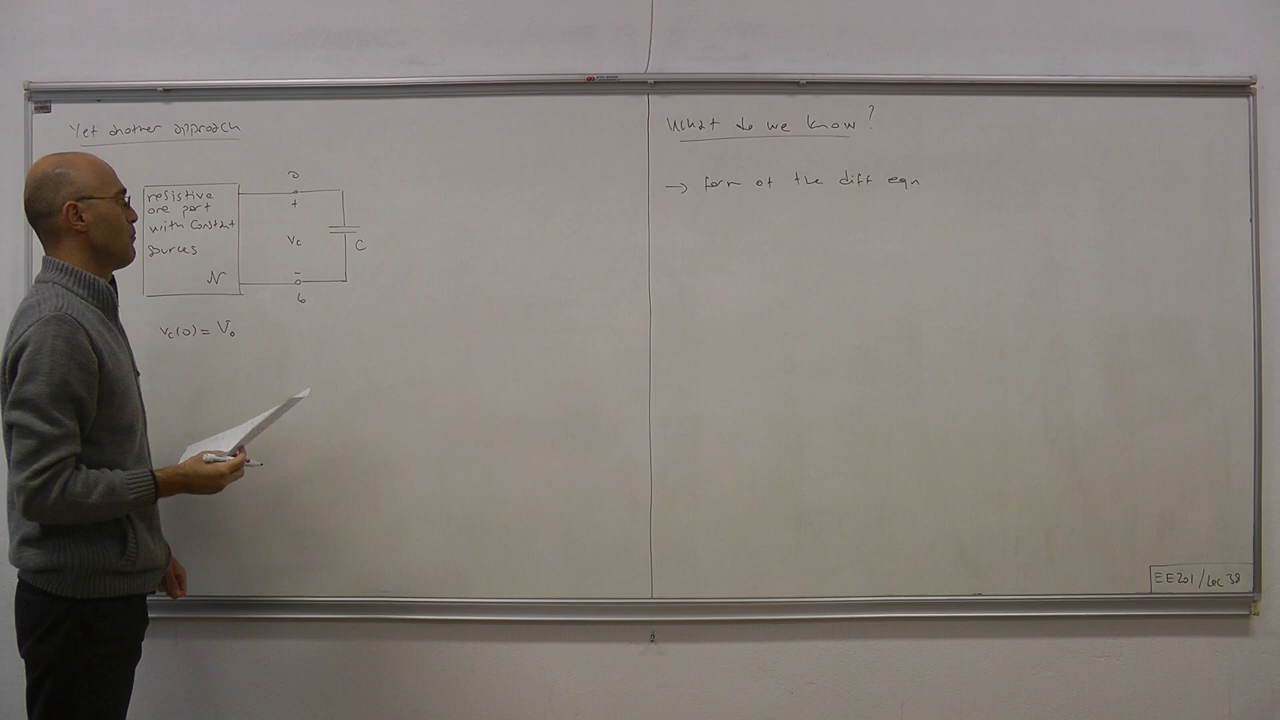 Yet another approach
resistive
one port
with constant
sources
N
a
+
vc
-
b
C
vc(0) = V0
What do we know?
→ form of the diff eqn
EE201/Lec 38